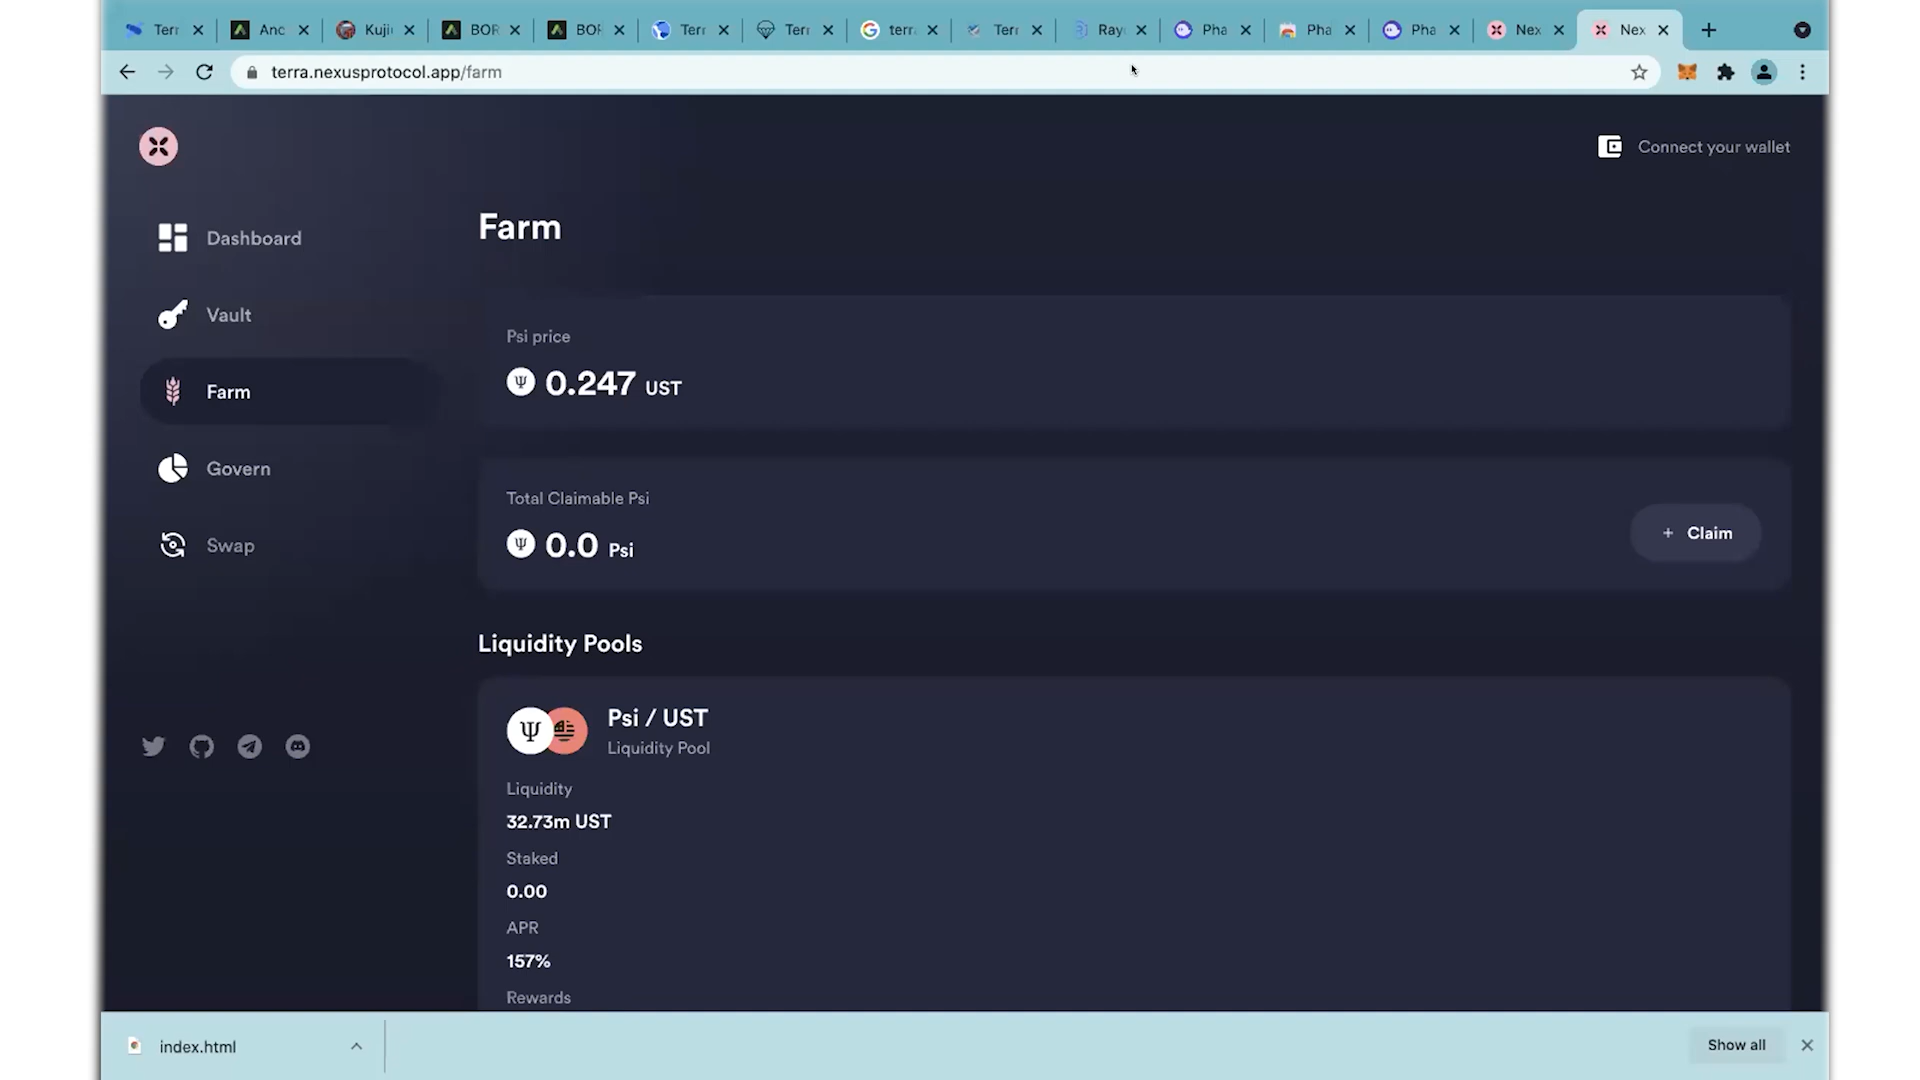 Terr
Anc
Kuji
BOR
BOR
Terr
Terr
terra
Terr
Ray
Pha
Pha
Pha
Nex
Nex
terra.nexusprotocol.app/farm
Connect your wallet
Dashboard
Vault
Farm
Govern
Swap
Farm
Psi price
Ψ 0.247 UST
Total Claimable Psi
Ψ 0.0 Psi
+ Claim
Liquidity Pools
Ψ
Psi / UST
Liquidity Pool
Liquidity
32.73m UST
Staked
0.00
APR
157%
Rewards
index.html
Show all